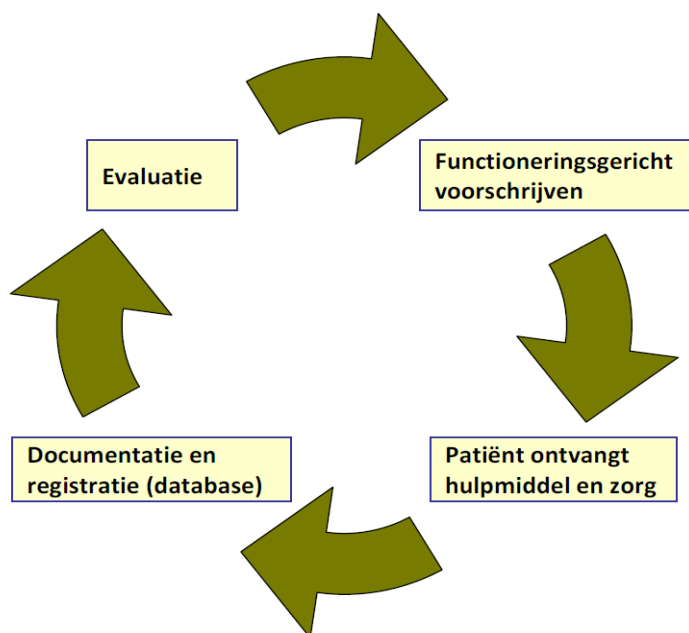 Evaluatie
Functioneringsgericht
voorschrijven
Patiënt ontvangt
hulpmiddel en zorg
Documentatie en
registratie (database)